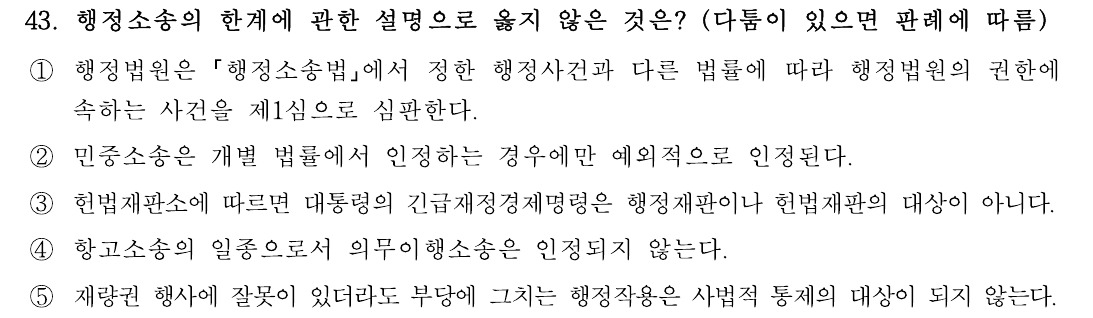 43. 행정소송의 한계에 관한 설명으로 옳지 않은 것은? (다툼이 있으면 판례에 따름)
① 행정법원은 「행정소송법」에서 정한 행정사건과 다른 법률에 따라 행정법원의 권한에
속하는 사건을 제1심으로 심판한다.
② 민중소송은 개별 법률에서 인정하는 경우에만 예외적으로 인정된다.
③ 헌법재판소에 따르면 대통령의 긴급재정경제명령은 행정재판이나 헌법재판의 대상이 아니다.
④ 항고소송의 일종으로서 의무이행소송은 인정되지 않는다.
⑤ 재량권 행사에 잘못이 있더라도 부당에 그치는 행정작용은 사법적 통제의 대상이 되지 않는다.